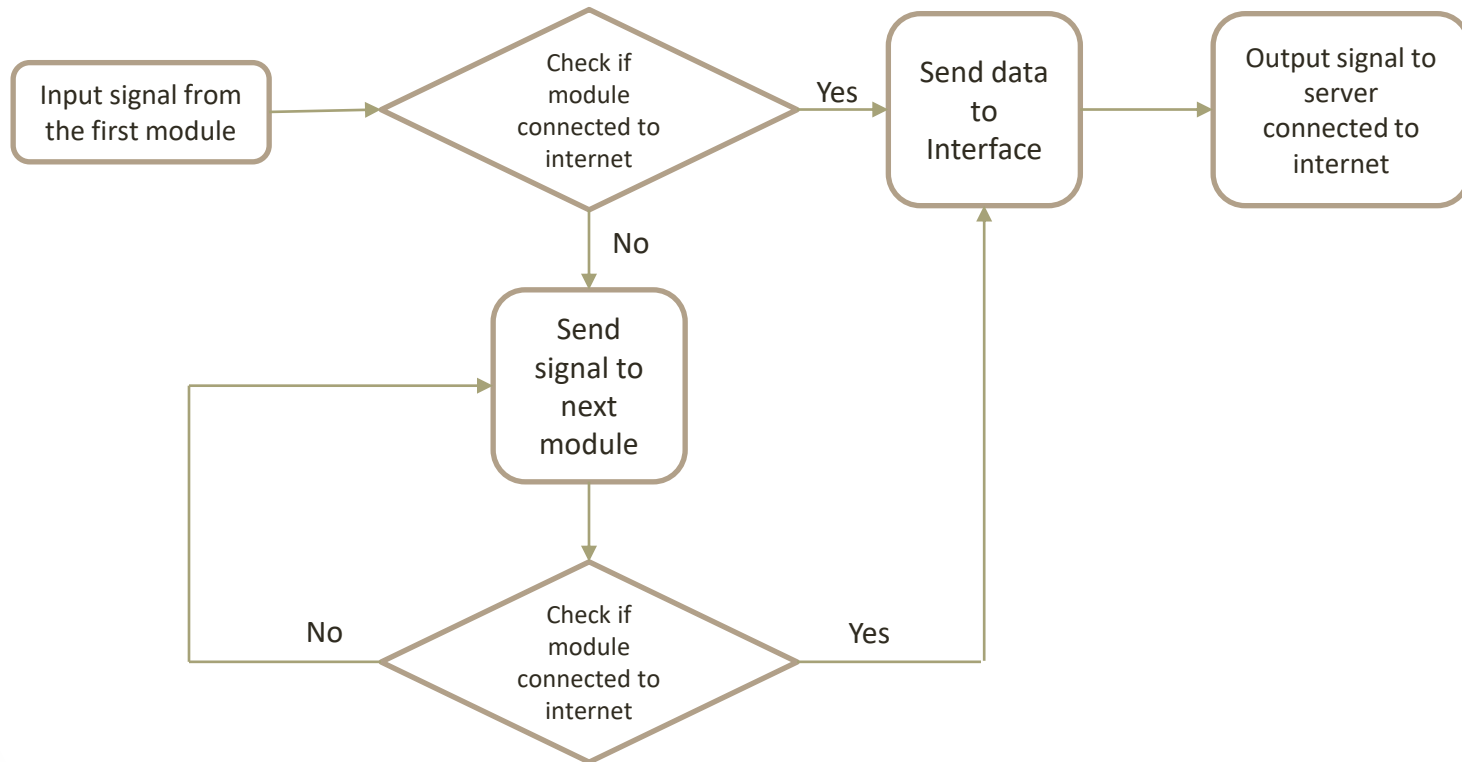 Input signal from
the first module
Check if
module
connected to
internet
Yes
Send data
to
Interface
Output signal to
server
connected to
internet
No
Send
signal to
next
module
No
Check if
module
connected to
internet
Yes